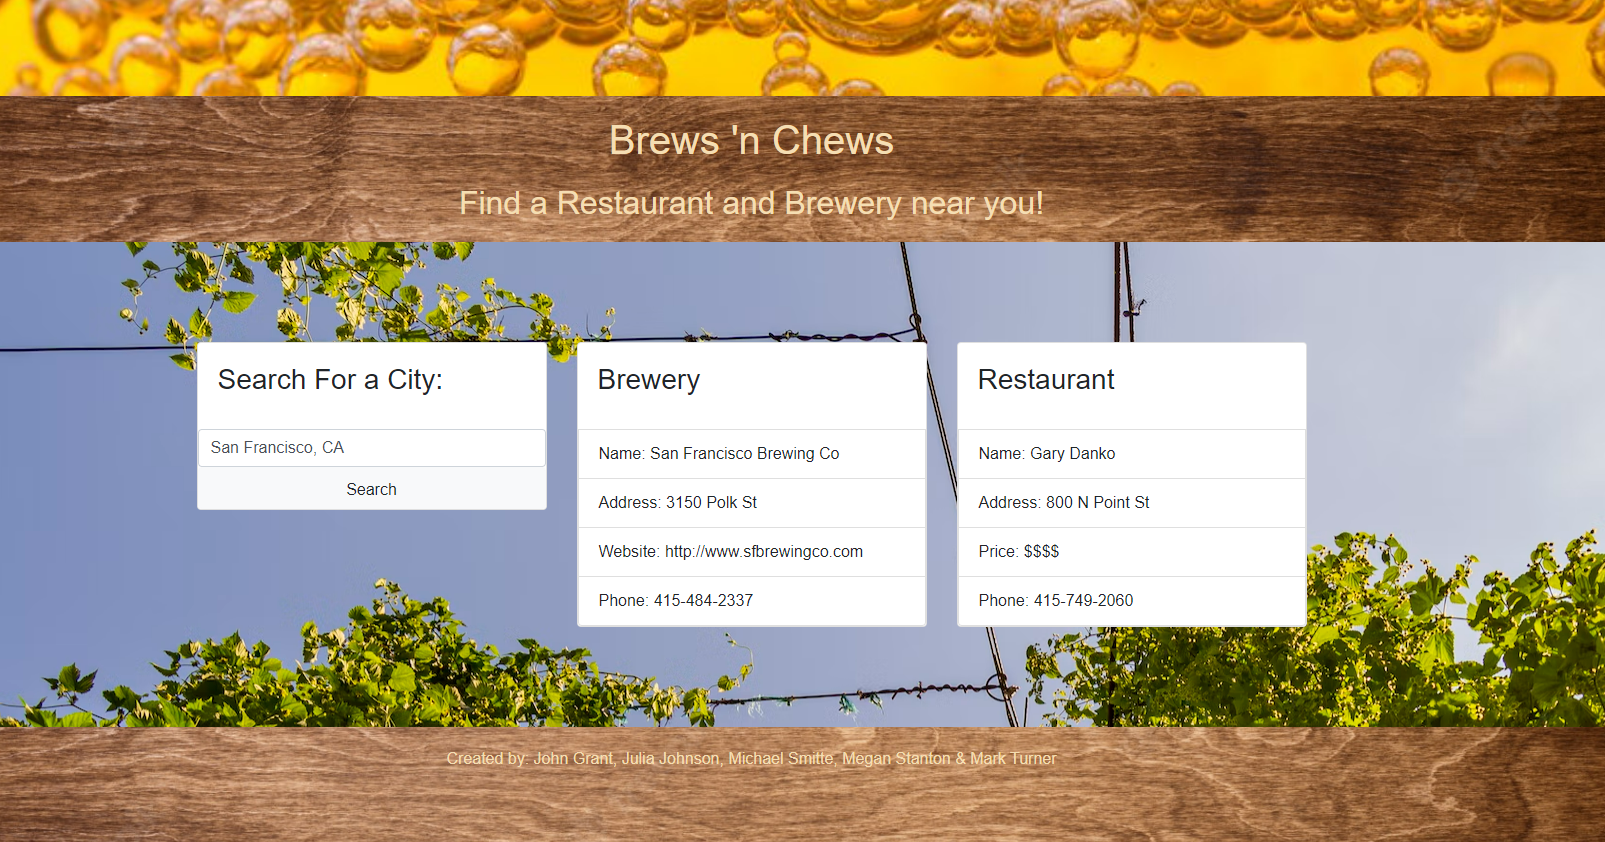 Brews 'n Chews
Find a Restaurant and Brewery near you!
Search For a City:
San Francisco, CA
Search
Brewery
Name: San Francisco Brewing Co
Address: 3150 Polk St
Website: http://www.sfbrewingco.com
Phone: 415-484-2337
Restaurant
Name: Gary Danko
Address: 800 N Point St
Price: $$$$
Phone: 415-749-2060
Created by: John Grant, Julia Johnson, Michael Smitte, Megan Stanton & Mark Turner